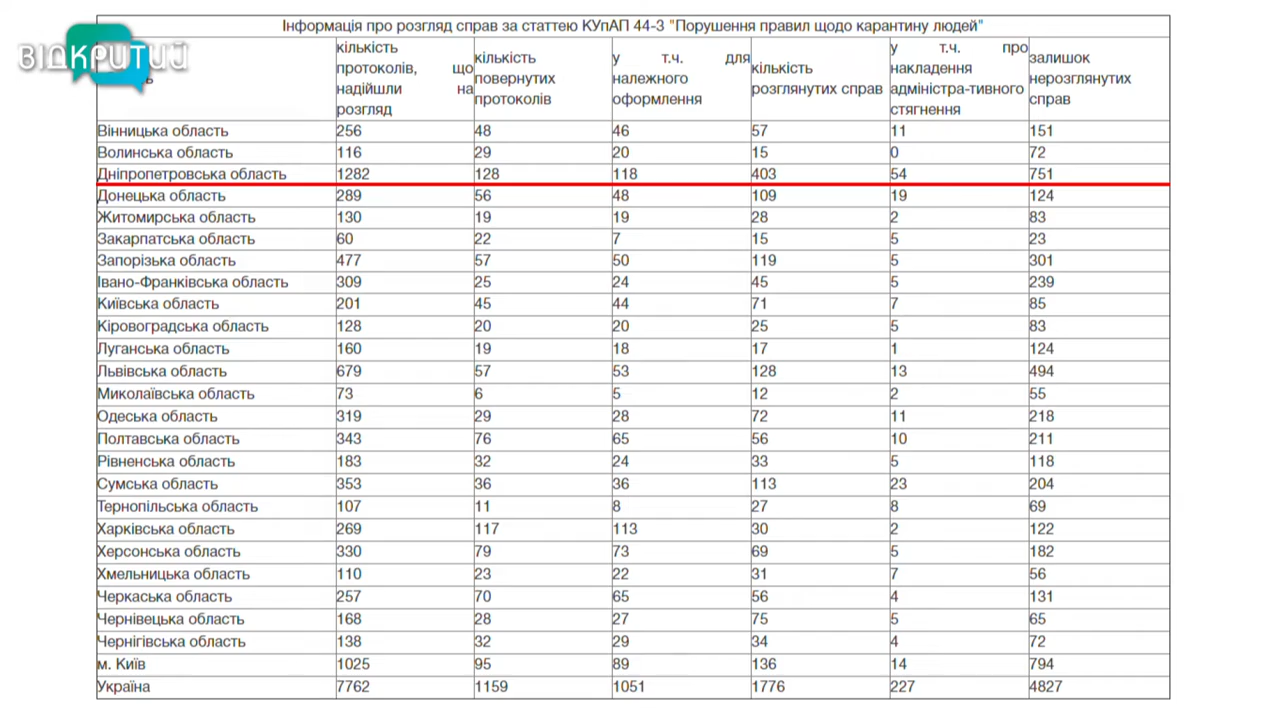 Інформація про розгляд справ за статтею КУпАП 44-3 "Порушення правил щодо карантину людей"
ВІДКРИТИЙ
кількість протоколів, що надійшли на розгляд кількість повернутих протоколів у т.ч. для належного оформлення кількість розглянутих справ у т.ч. про накладення адміністра-тивного стягнення залишок нерозглянутих справ
Вінницька область 256 48 46 57 11 151
Волинська область 116 29 20 15 0 72
Дніпропетровська область 1282 128 118 403 54 751
Донецька область 289 56 48 109 19 124
Житомирська область 130 19 19 28 2 83
Закарпатська область 60 22 7 15 5 23
Запорізька область 477 57 50 119 5 301
Івано-Франківська область 309 25 24 45 5 239
Київська область 201 45 44 71 7 85
Кіровоградська область 128 20 20 25 5 83
Луганська область 160 19 18 17 1 124
Львівська область 679 57 53 128 13 494
Миколаївська область 73 6 5 12 2 55
Одеська область 319 29 28 72 11 218
Полтавська область 343 76 65 56 10 211
Рівненська область 183 32 24 33 5 118
Сумська область 353 36 36 113 23 204
Тернопільська область 107 11 8 27 8 69
Харківська область 269 117 113 30 2 122
Херсонська область 330 79 73 69 5 182
Хмельницька область 110 23 22 31 7 56
Черкаська область 257 70 65 56 4 131
Чернівецька область 168 28 27 75 5 65
Чернігівська область 138 32 29 34 4 72
м. Київ 1025 95 89 136 14 794
Україна 7762 1159 1051 1776 227 4827